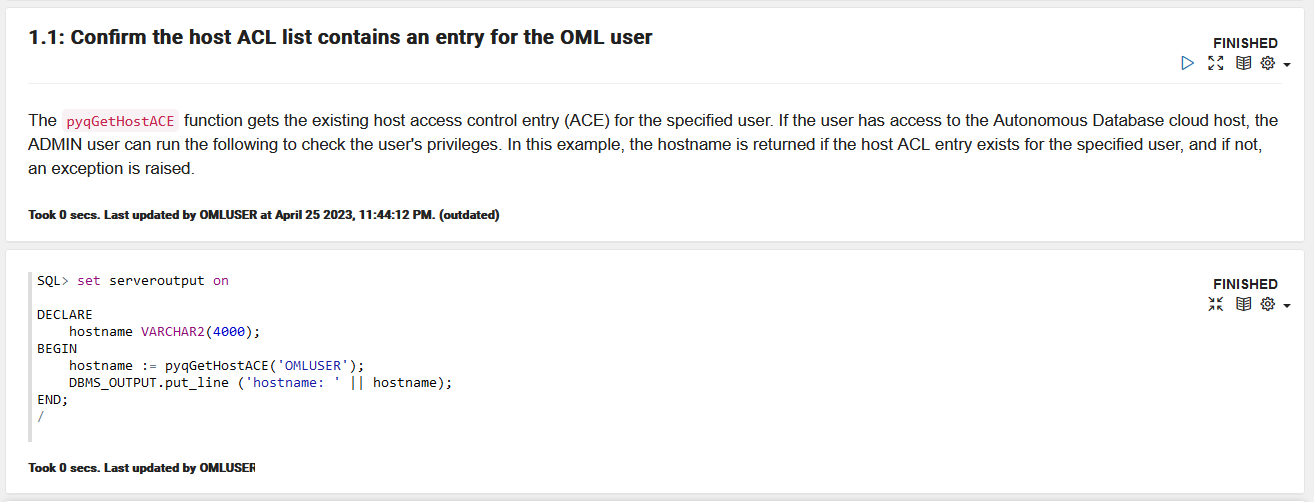 1.1: Confirm the host ACL list contains an entry for the OML user
FINISHED
The pyqGetHostACE function gets the existing host access control entry (ACE) for the specified user. If the user has access to the Autonomous Database cloud host, the
ADMIN user can run the following to check the user's privileges. In this example, the hostname is returned if the host ACL entry exists for the specified user, and if not,
an exception is raised.
Took 0 secs. Last updated by OMLUSER at April 25 2023, 11:44:12 PM. (outdated)
SQL> set serveroutput on
FINISHED
DECLARE
    hostname VARCHAR2(4000);
BEGIN
    hostname := pyqGetHostACE('OMLUSER');
    DBMS_OUTPUT.put_line ('hostname: ' || hostname);
END;
/
Took 0 secs. Last updated by OMLUSER